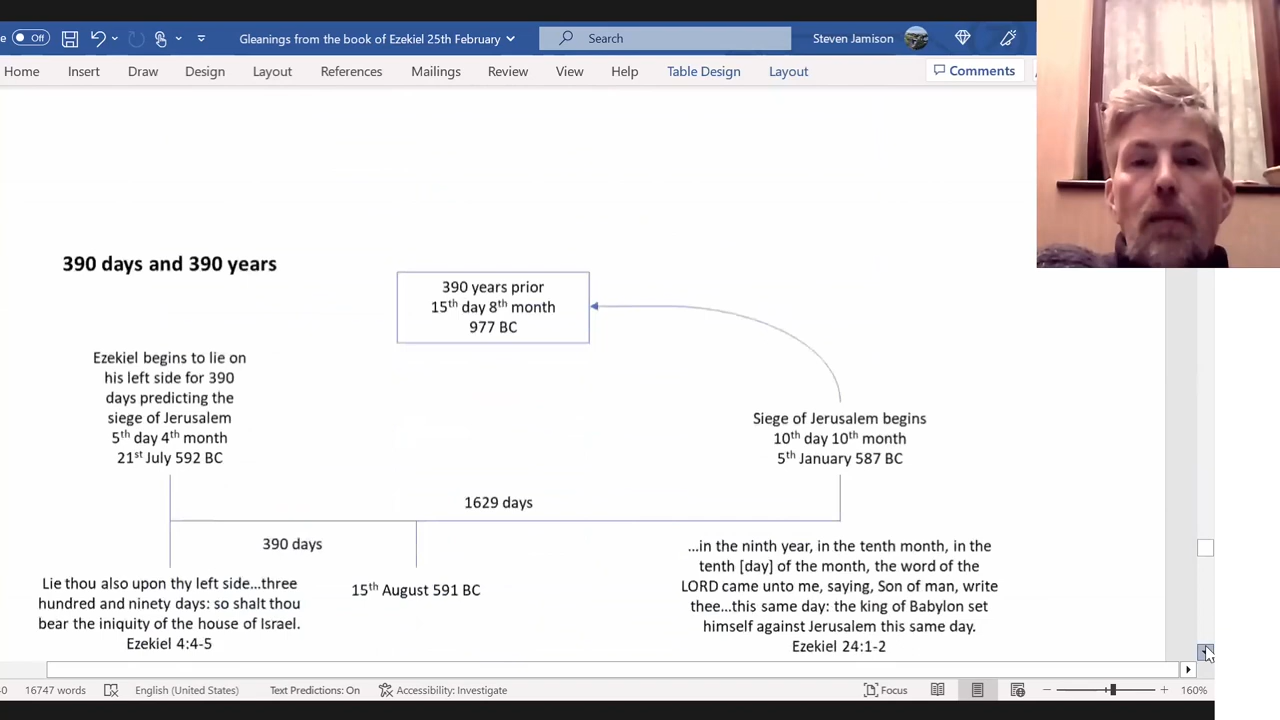 Off
Gleanings from the book of Ezekiel 25th February
Search
Steven Jamison
Home Insert Draw Design Layout References Mailings Review View Help Table Design Layout
Comments
390 days and 390 years
390 years prior
15th day 8th month
977 BC
Ezekiel begins to lie on
his left side for 390
days predicting the
siege of Jerusalem
5th day 4th month
21st July 592 BC
Siege of Jerusalem begins
10th day 10th month
5th January 587 BC
1629 days
390 days
Lie thou also upon thy left side...three
hundred and ninety days: so shalt thou
bear the iniquity of the house of Israel.
Ezekiel 4:4-5
15th August 591 BC
...in the ninth year, in the tenth month, in the
tenth [day] of the month, the word of the
LORD came unto me, saying, Son of man, write
thee...this same day: the king of Babylon set
himself against Jerusalem this same day.
Ezekiel 24:1-2
16747 words English (United States) Text Predictions: On Accessibility: Investigate Focus 160%